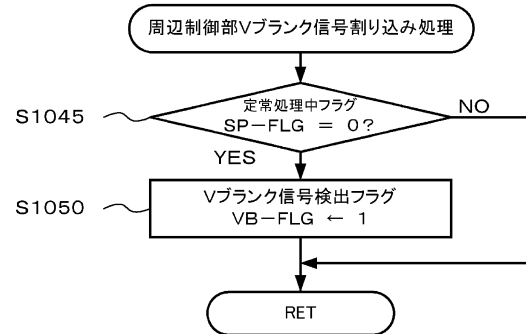 周辺制御部Vブランク信号割り込み処理
定常処理中フラグ
S1045
SP-FLG = 0?
NO
YES
Vブランク信号検出フラグ
S1050
VB-FLG ← 1
RET